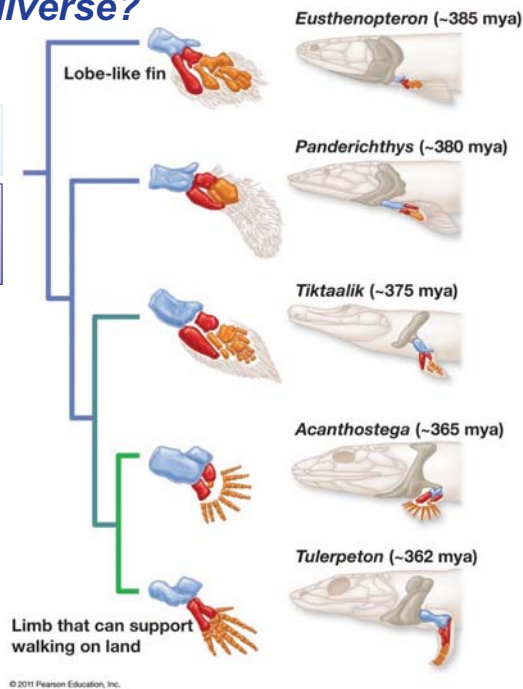 diverse?
Eusthenopteron (~385 mya)
Lobe-like fin
Panderichthys (~380 mya)
Tiktaalik (~375 mya)
Acanthostega (~365 mya)
Tulerpeton (~362 mya)
Limb that can support
walking on land
© 2011 Pearson Education, Inc.